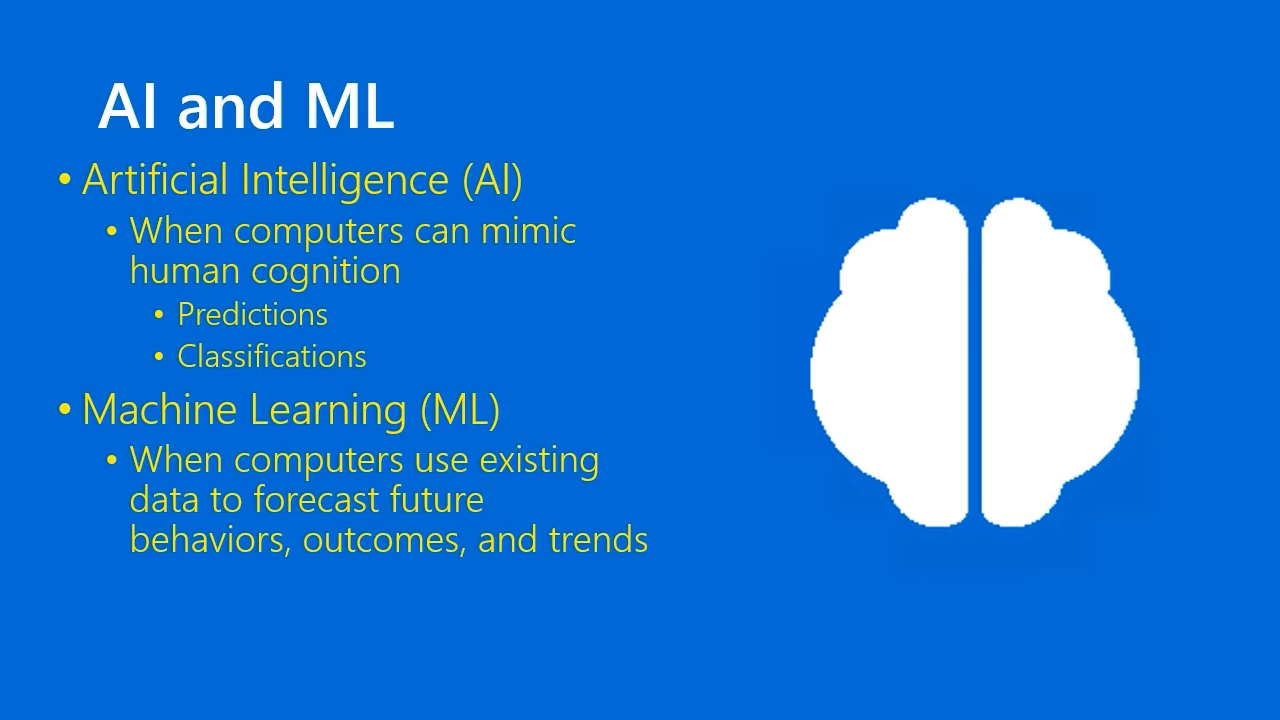 AI and ML
• Artificial Intelligence (AI)
• When computers can mimic
human cognition
• Predictions
• Classifications
• Machine Learning (ML)
• When computers use existing
data to forecast future
behaviors, outcomes, and trends